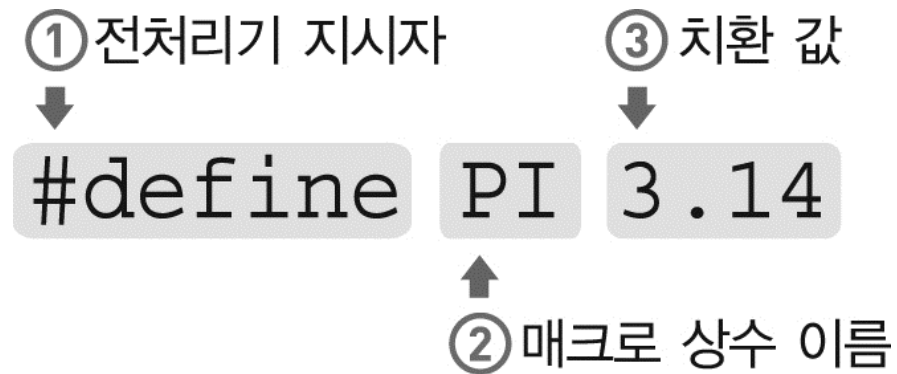 ① 전처리기 지시자 ③ 치환 값
#define PI 3.14
② 매크로 상수 이름